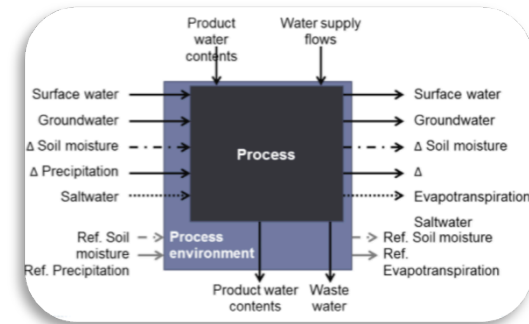 Product
water
contents
Water supply
flows
Surface water
Groundwater
Δ Soil moisture
Δ Precipitation
Saltwater
Ref. Soil
moisture
Ref. Precipitation
Process
Process
environment
Surface water
Groundwater
Δ Soil moisture
Δ
Evapotranspiration
Saltwater
Ref. Soil moisture
Ref.
Evapotranspiration
Product water
contents
Waste
water